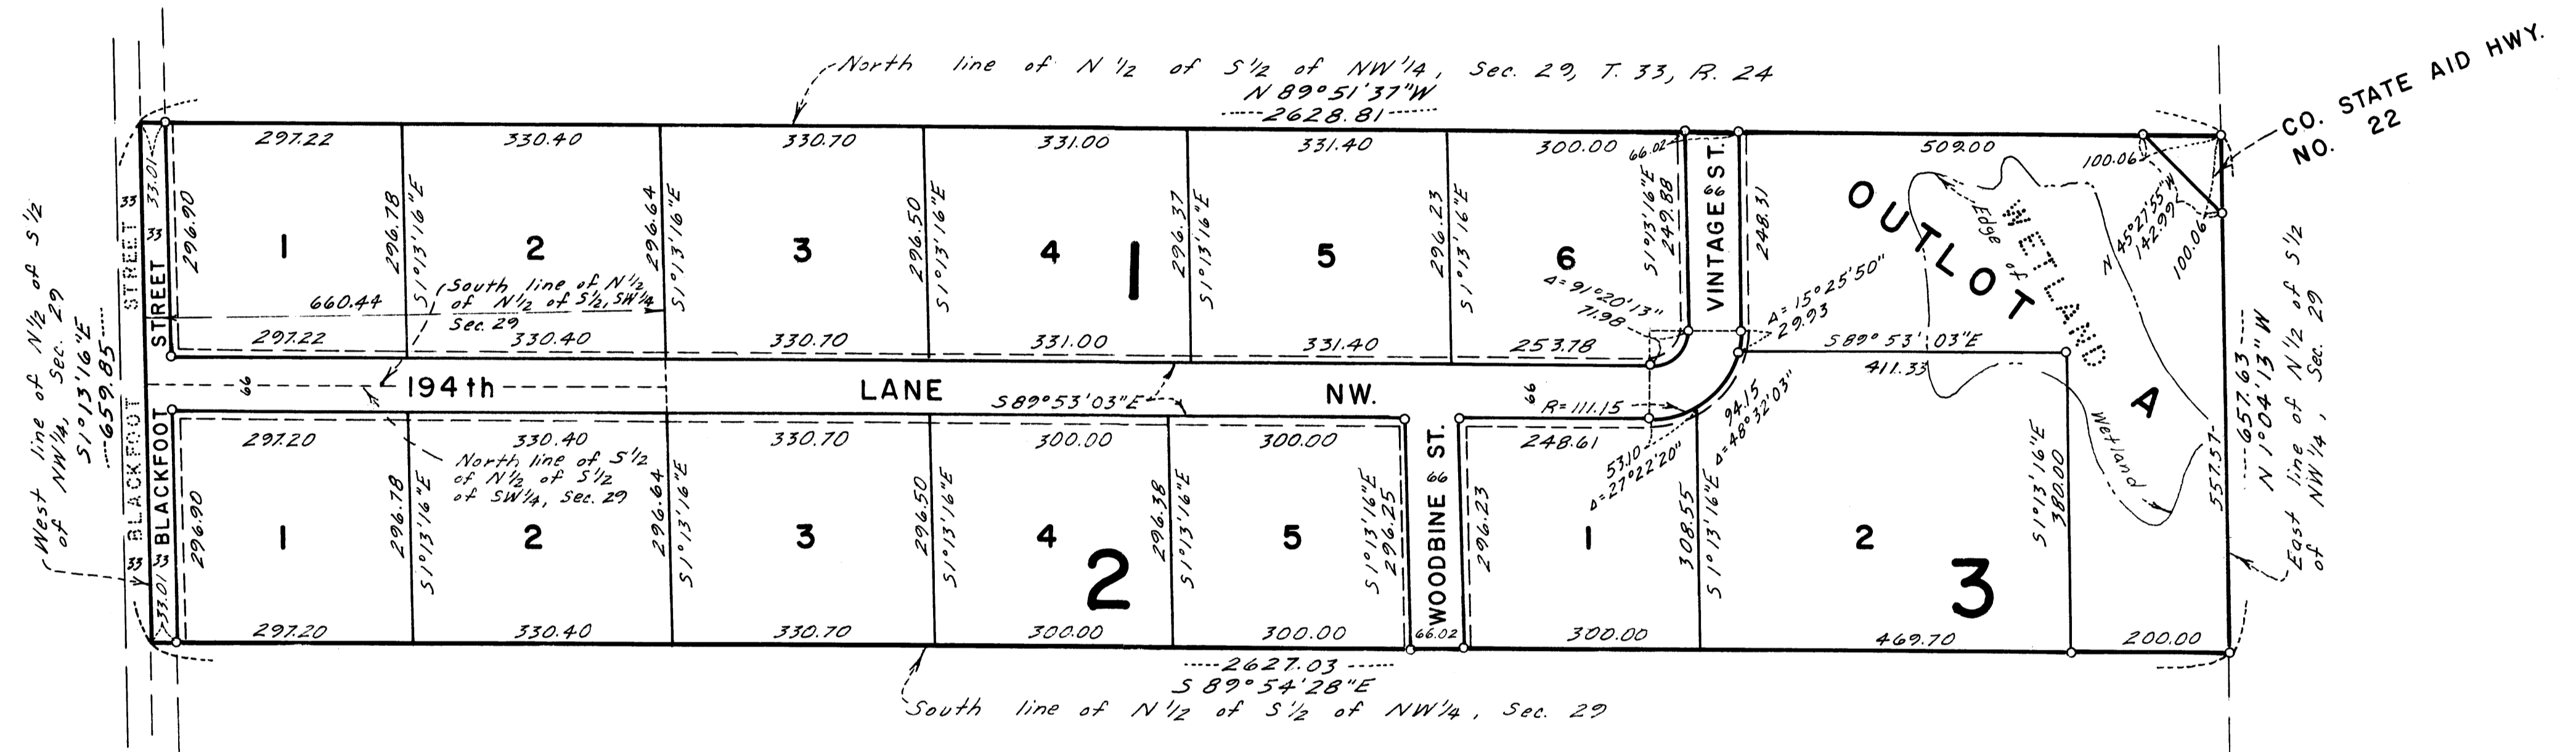 North line of N 1/2 of S 1/2 of NW 1/4, Sec. 29, T. 33, R. 24
N 89°51'37"W
2628.81
CO. STATE AID HWY.
NO. 22
297.22
330.40
330.70
331.00
331.40
300.00
66.02
509.00
100.06
N 45°27'55"W
142.99
100.06
West line of N 1/2 of S 1/2
of NW 1/4, Sec. 29
S 1°13'16"E
659.85
33
STREET
33.01
33
STREET
296.90
1
296.78
S 1°13'16"E
2
296.64
S 1°13'16"E
3
296.50
S 1°13'16"E
4
1
296.37
S 1°13'16"E
5
296.23
S 1°13'16"E
6
S 1°13'16"E
249.88
VINTAGE 66 ST.
248.31
OUTLOT
A
Edge of
WETLAND
Δ=91°20'13"
71.98
Δ=15°25'50"
29.93
South line of N 1/2
of N 1/2 of S 1/2, SW 1/4
Sec. 29
660.44
297.22
330.40
330.70
331.00
331.40
253.78
S 89°53'03"E
411.33
66
194th
LANE
NW.
S 89°53'03"E
66
R=111.15
94.15
Δ=48°32'03"
53.10
Δ=27°22'20"
297.20
330.40
330.70
300.00
300.00
248.61
North line of S 1/2
of N 1/2 of S 1/2
of SW 1/4, Sec. 29
BLACKFOOT
BLACKFOOT
33
33
33.01
296.90
1
296.78
S 1°13'16"E
2
296.64
S 1°13'16"E
3
296.50
S 1°13'16"E
4
2
296.38
S 1°13'16"E
5
S 1°13'16"E
296.25
WOODBINE 66 ST.
296.23
1
308.55
S 1°13'16"E
2
3
S 1°13'16"E
380.00
Wetland
557.57
657.63
N 1°04'13"W
East line of N 1/2 of S 1/2
of NW 1/4, Sec. 29
297.20
330.40
330.70
300.00
300.00
66.02
300.00
469.70
200.00
2627.03
S 89°54'28"E
South line of N 1/2 of S 1/2 of NW 1/4, Sec. 29